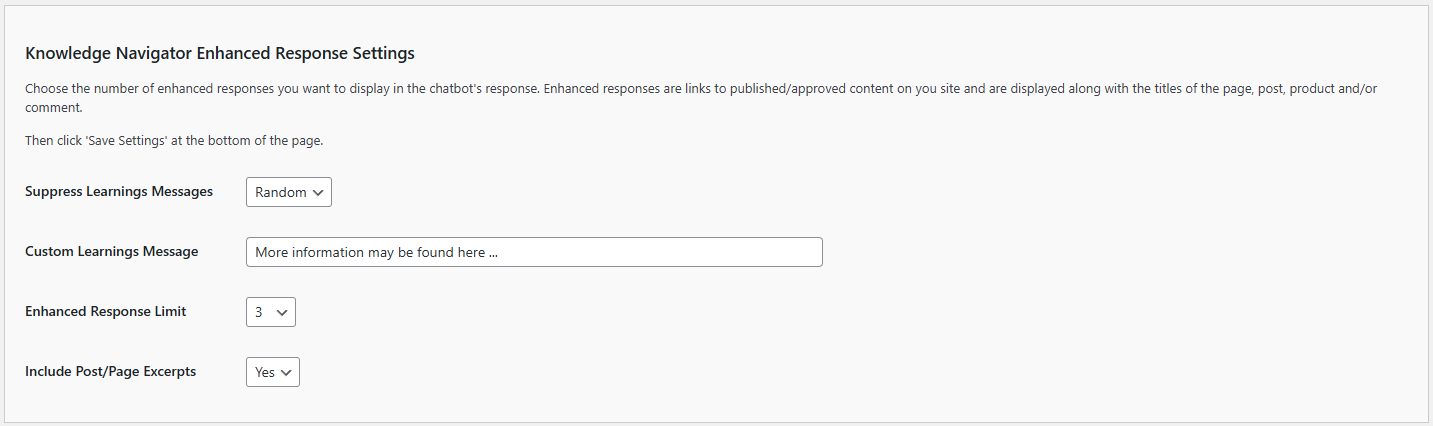 Knowledge Navigator Enhanced Response Settings
Choose the number of enhanced responses you want to display in the chatbot's response. Enhanced responses are links to published/approved content on you site and are displayed along with the titles of the page, post, product and/or
comment.
Then click 'Save Settings' at the bottom of the page.
Suppress Learnings Messages Random
Custom Learnings Message More information may be found here ...
Enhanced Response Limit 3
Include Post/Page Excerpts Yes